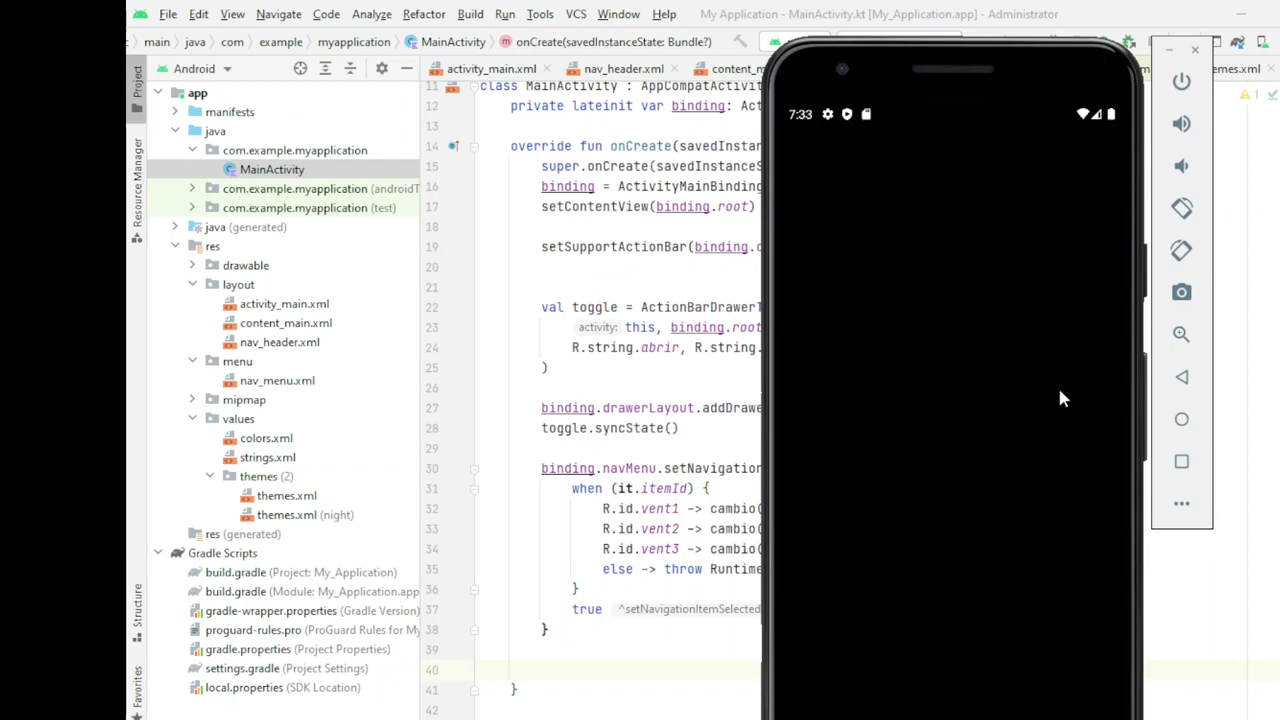 File Edit View Navigate Code Analyze Refactor Build Run Tools VCS Window Help My Application - MainActivity.kt [My_Application.app] - Administrator
main java com example myapplication MainActivity onCreate(savedInstanceState: Bundle?)
Android activity_main.xml nav_header.xml content_m emes.xml
Project
Resource Manager
Structure
Favorites
app
manifests
java
com.example.myapplication
MainActivity
com.example.myapplication (androidT
com.example.myapplication (test)
java (generated)
res
drawable
layout
activity_main.xml
content_main.xml
nav_header.xml
menu
nav_menu.xml
mipmap
values
colors.xml
strings.xml
themes (2)
themes.xml
themes.xml (night)
res (generated)
Gradle Scripts
build.gradle (Project: My_Application)
build.gradle (Module: My_Application.app
gradle-wrapper.properties (Gradle Version)
proguard-rules.pro (ProGuard Rules for My
gradle.properties (Project Properties)
settings.gradle (Project Settings)
local.properties (SDK Location)
11 class MainActivity : AppCompatActivit
12 private lateinit var binding: Act
13
14 override fun onCreate(savedInstan
15 super.onCreate(savedInstanceS
16 binding = ActivityMainBinding
17 setContentView(binding.root)
18
19 setSupportActionBar(binding.
20
21
22 val toggle = ActionBarDrawerT
23 activity: this, binding.root
24 R.string.abrir, R.string.
25 )
26
27 binding.drawerLayout.addDrawe
28 toggle.syncState()
29
30 binding.navMenu.setNavigation
31 when (it.itemId) {
32 R.id.vent1 -> cambio(
33 R.id.vent2 -> cambio(
34 R.id.vent3 -> cambio(
35 else -> throw Runtime
36 }
37 true ^setNavigationItemSelected
38 }
39
40
41 }
42
7:33
1